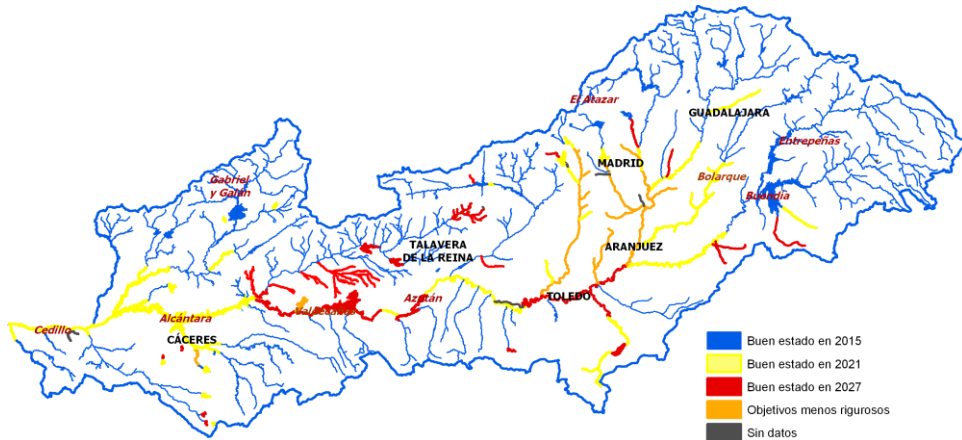 El Atazar
GUADALAJARA
Entrepeñas
MADRID
Bolarque
Gabriel
y Galán
Buendía
TALAVERA
DE LA REINA
ARANJUEZ
Azután
TOLEDO
Valdecañas
Alcántara
Cedillo
CÁCERES
Buen estado en 2015
Buen estado en 2021
Buen estado en 2027
Objetivos menos rigurosos
Sin datos